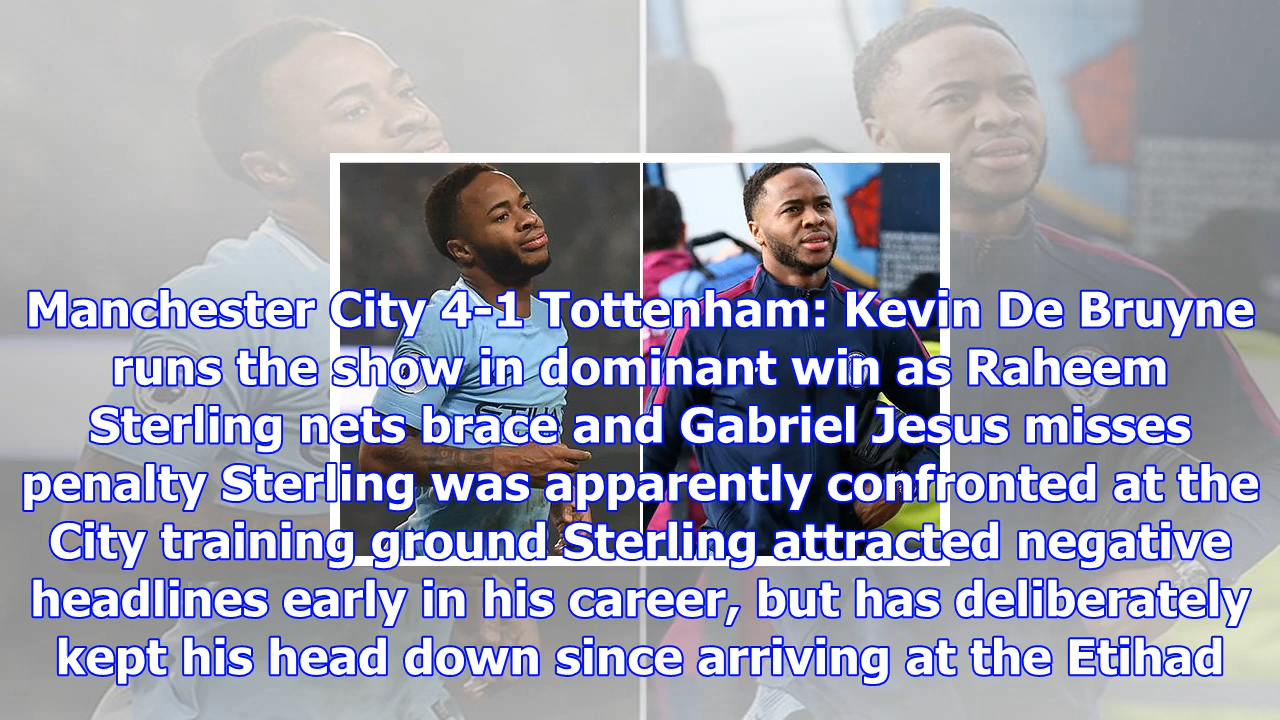 Manchester City 4-1 Tottenham: Kevin De Bruyne
runs the show in dominant win as Raheem
Sterling nets brace and Gabriel Jesus misses
penalty Sterling was apparently confronted at the
City training ground Sterling attracted negative
headlines early in his career, but has deliberately
kept his head down since arriving at the Etihad